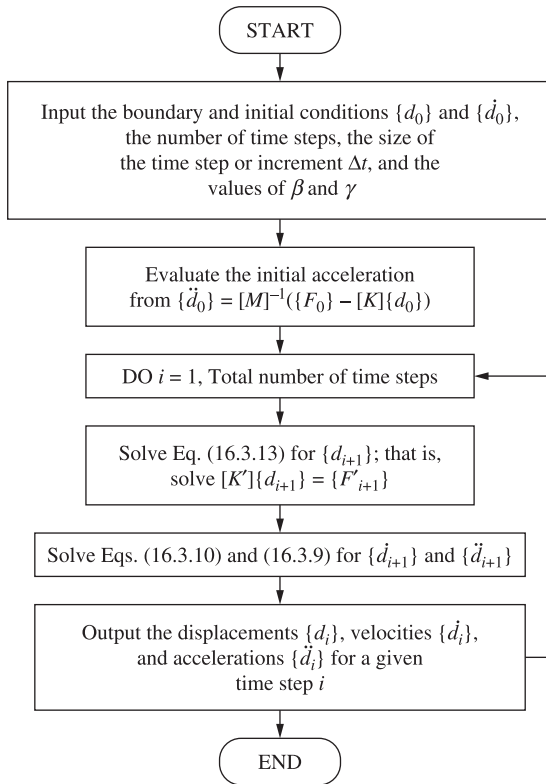 START
Input the boundary and initial conditions {d₀} and {ḋ₀},
the number of time steps, the size of
the time step or increment Δt, and the
values of β and γ
Evaluate the initial acceleration
from {d̈₀} = [M]⁻¹({F₀} − [K]{d₀})
DO i = 1, Total number of time steps
Solve Eq. (16.3.13) for {dᵢ₊₁}; that is,
solve [K′]{dᵢ₊₁} = {F′ᵢ₊₁}
Solve Eqs. (16.3.10) and (16.3.9) for {ḋᵢ₊₁} and {d̈ᵢ₊₁}
Output the displacements {dᵢ}, velocities {ḋᵢ},
and accelerations {d̈ᵢ} for a given
time step i
END